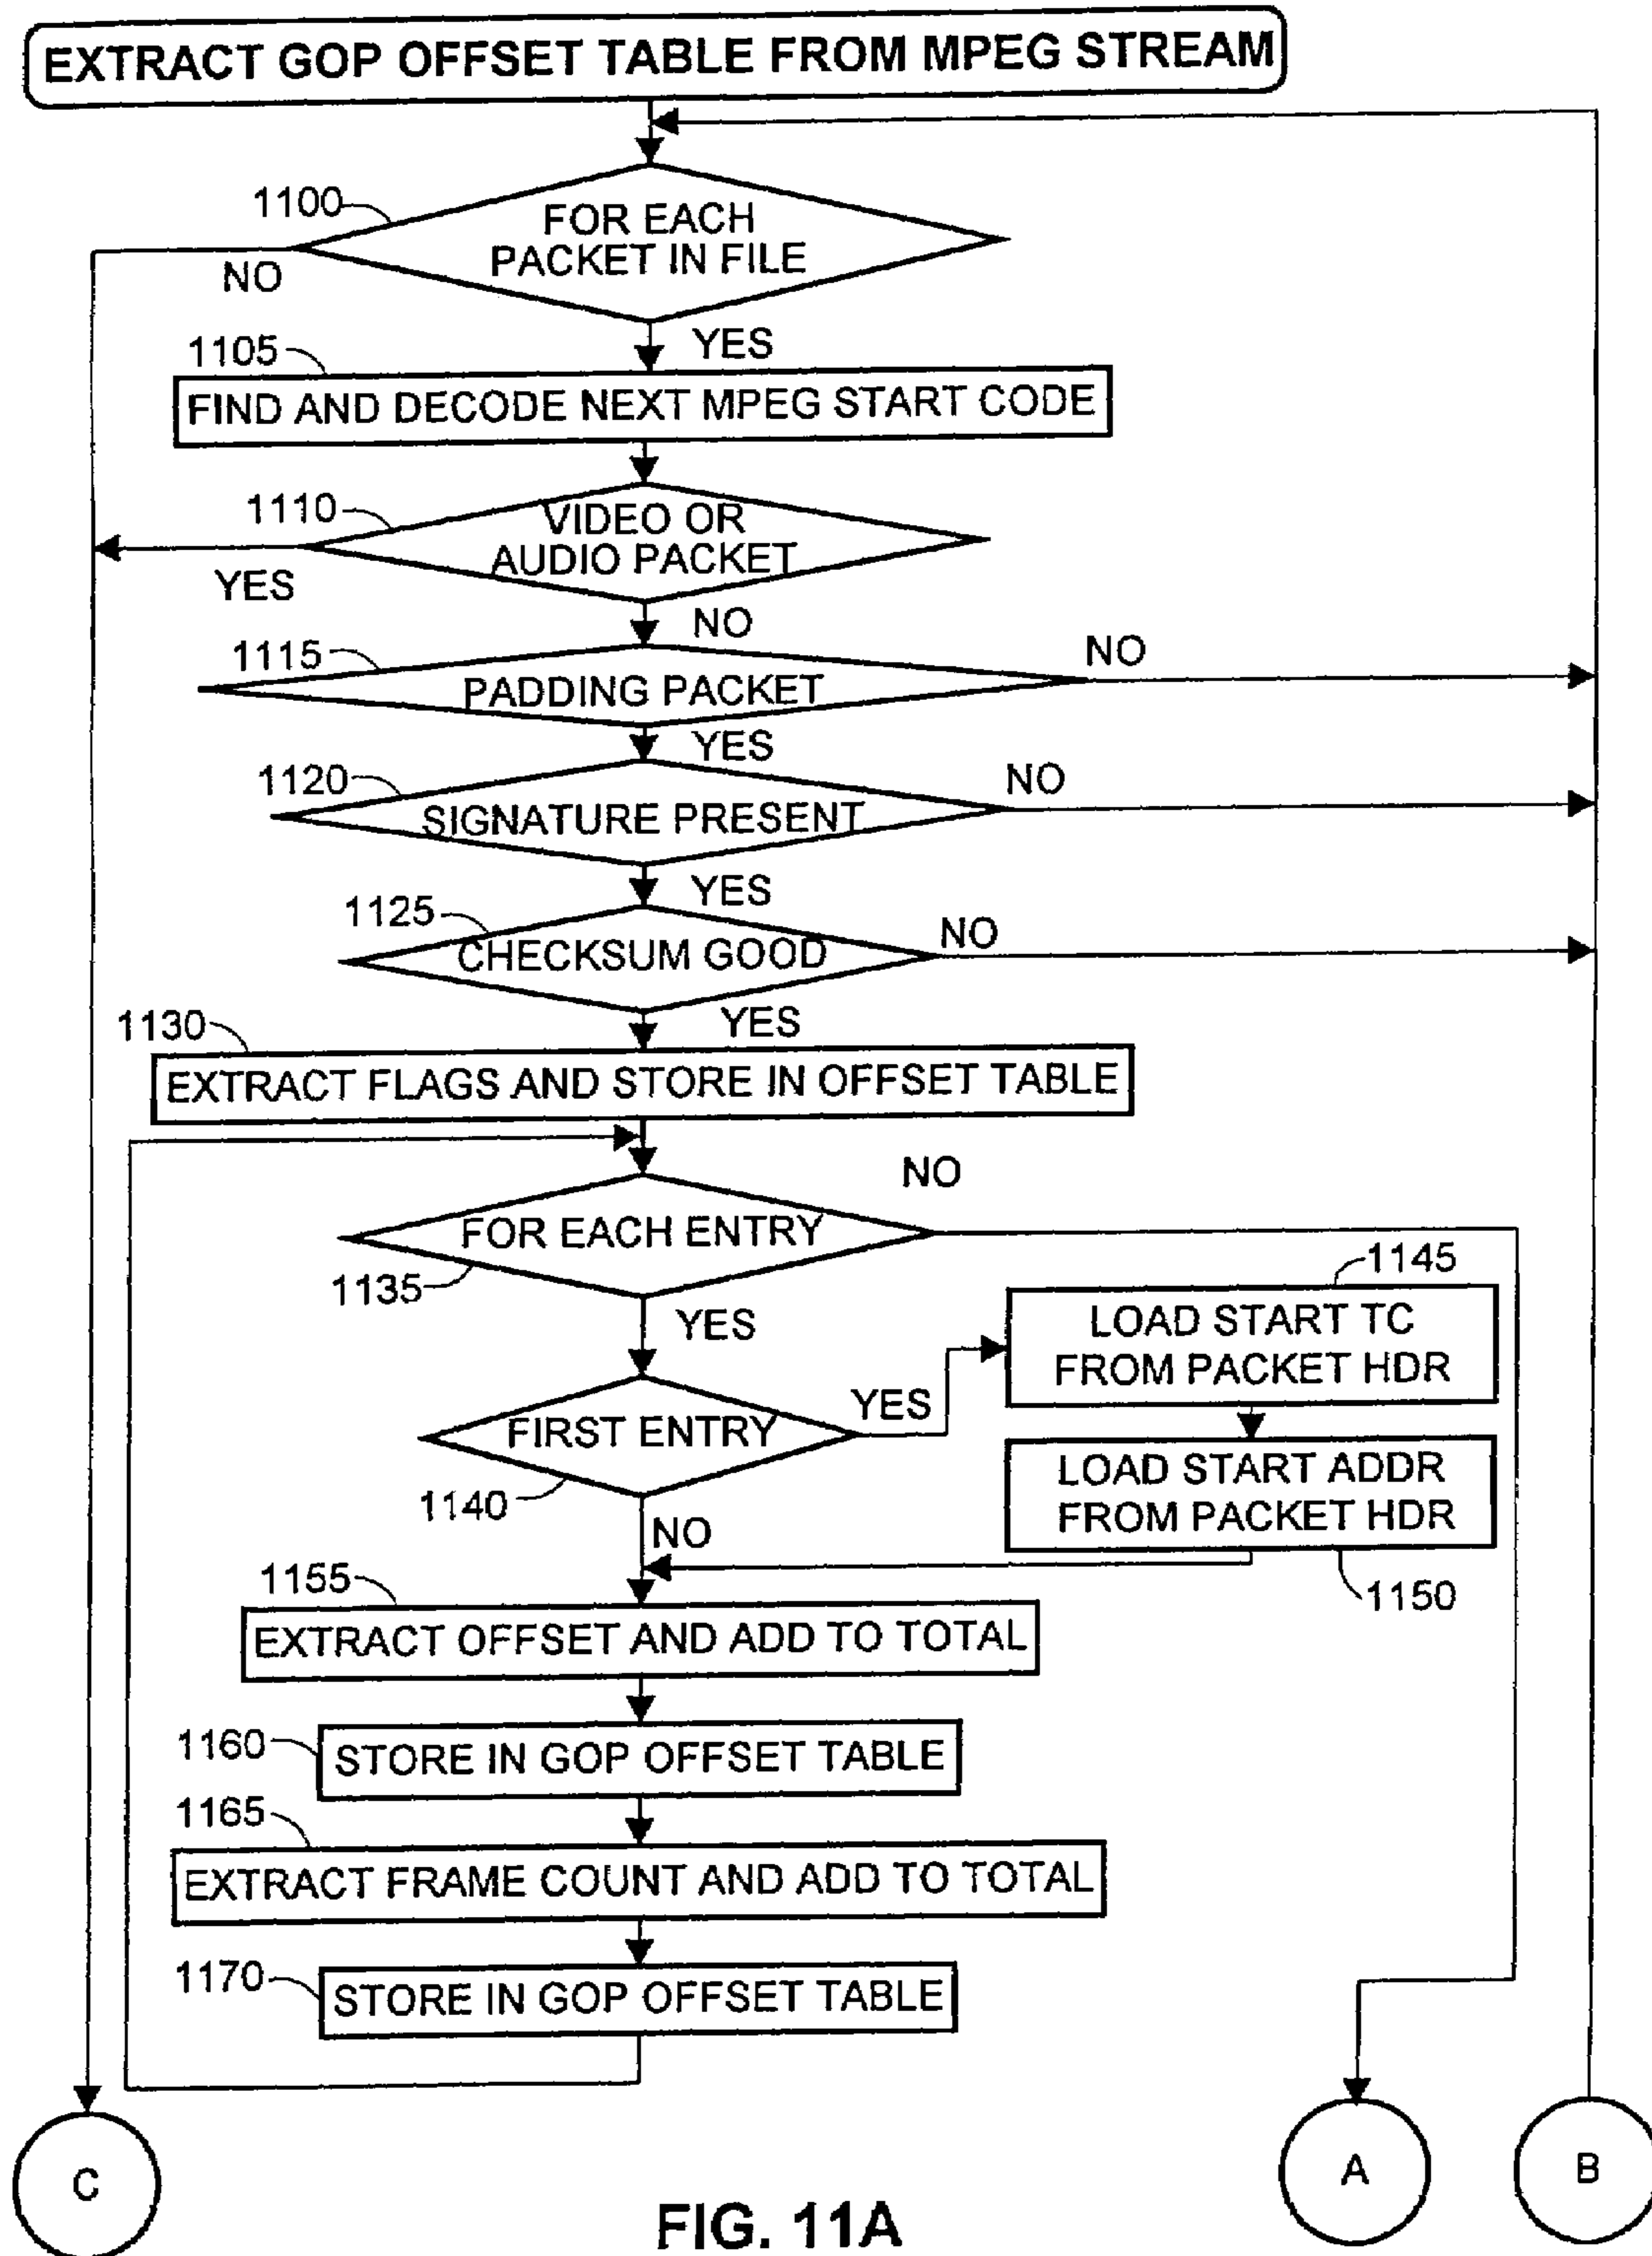 EXTRACT GOP OFFSET TABLE FROM MPEG STREAM
1100
FOR EACH
PACKET IN FILE
NO
YES
1105
FIND AND DECODE NEXT MPEG START CODE
1110
VIDEO OR
AUDIO PACKET
YES
NO
1115
PADDING PACKET
NO
YES
1120
SIGNATURE PRESENT
NO
YES
1125
CHECKSUM GOOD
NO
YES
1130
EXTRACT FLAGS AND STORE IN OFFSET TABLE
NO
FOR EACH ENTRY
1135
YES
1145
LOAD START TC
FROM PACKET HDR
YES
FIRST ENTRY
1140
NO
LOAD START ADDR
FROM PACKET HDR
1150
1155
EXTRACT OFFSET AND ADD TO TOTAL
1160
STORE IN GOP OFFSET TABLE
1165
EXTRACT FRAME COUNT AND ADD TO TOTAL
1170
STORE IN GOP OFFSET TABLE
C
A
B
FIG. 11A